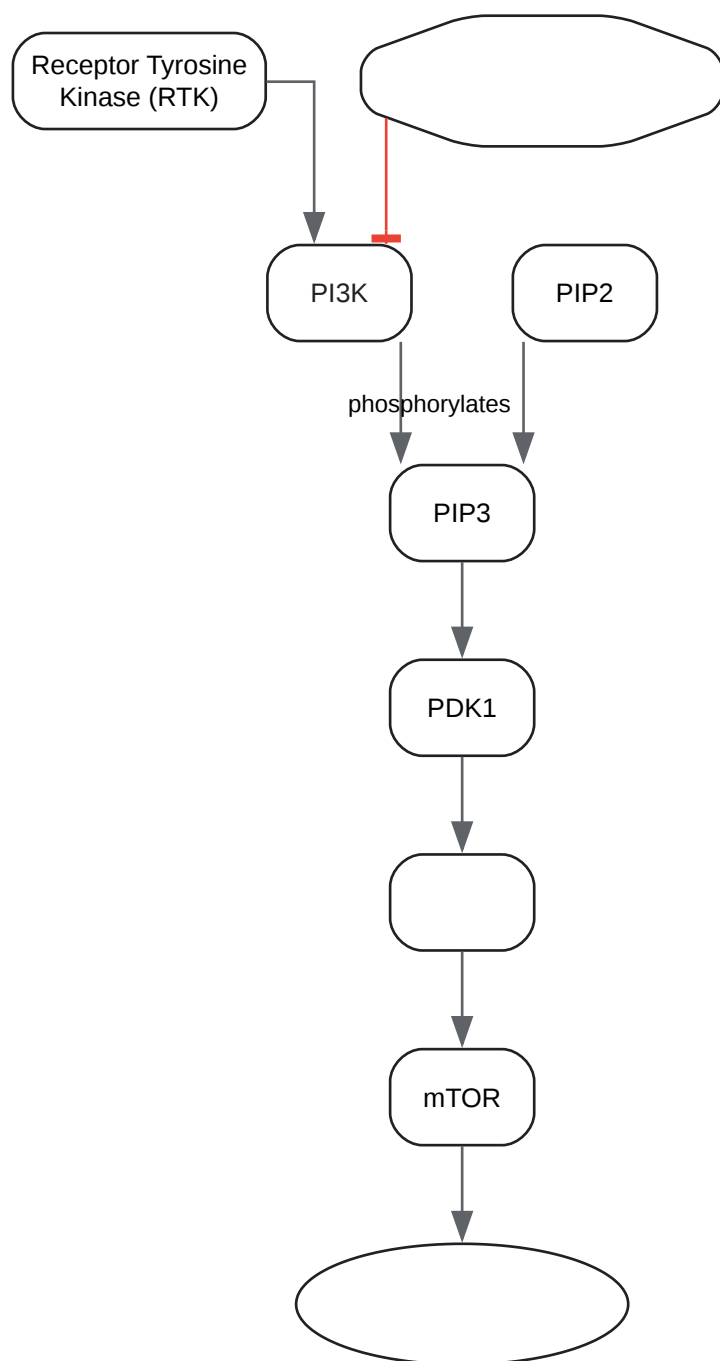 Receptor Tyrosine
Kinase (RTK)
PI3K
PIP2
phosphorylates
PIP3
PDK1
mTOR